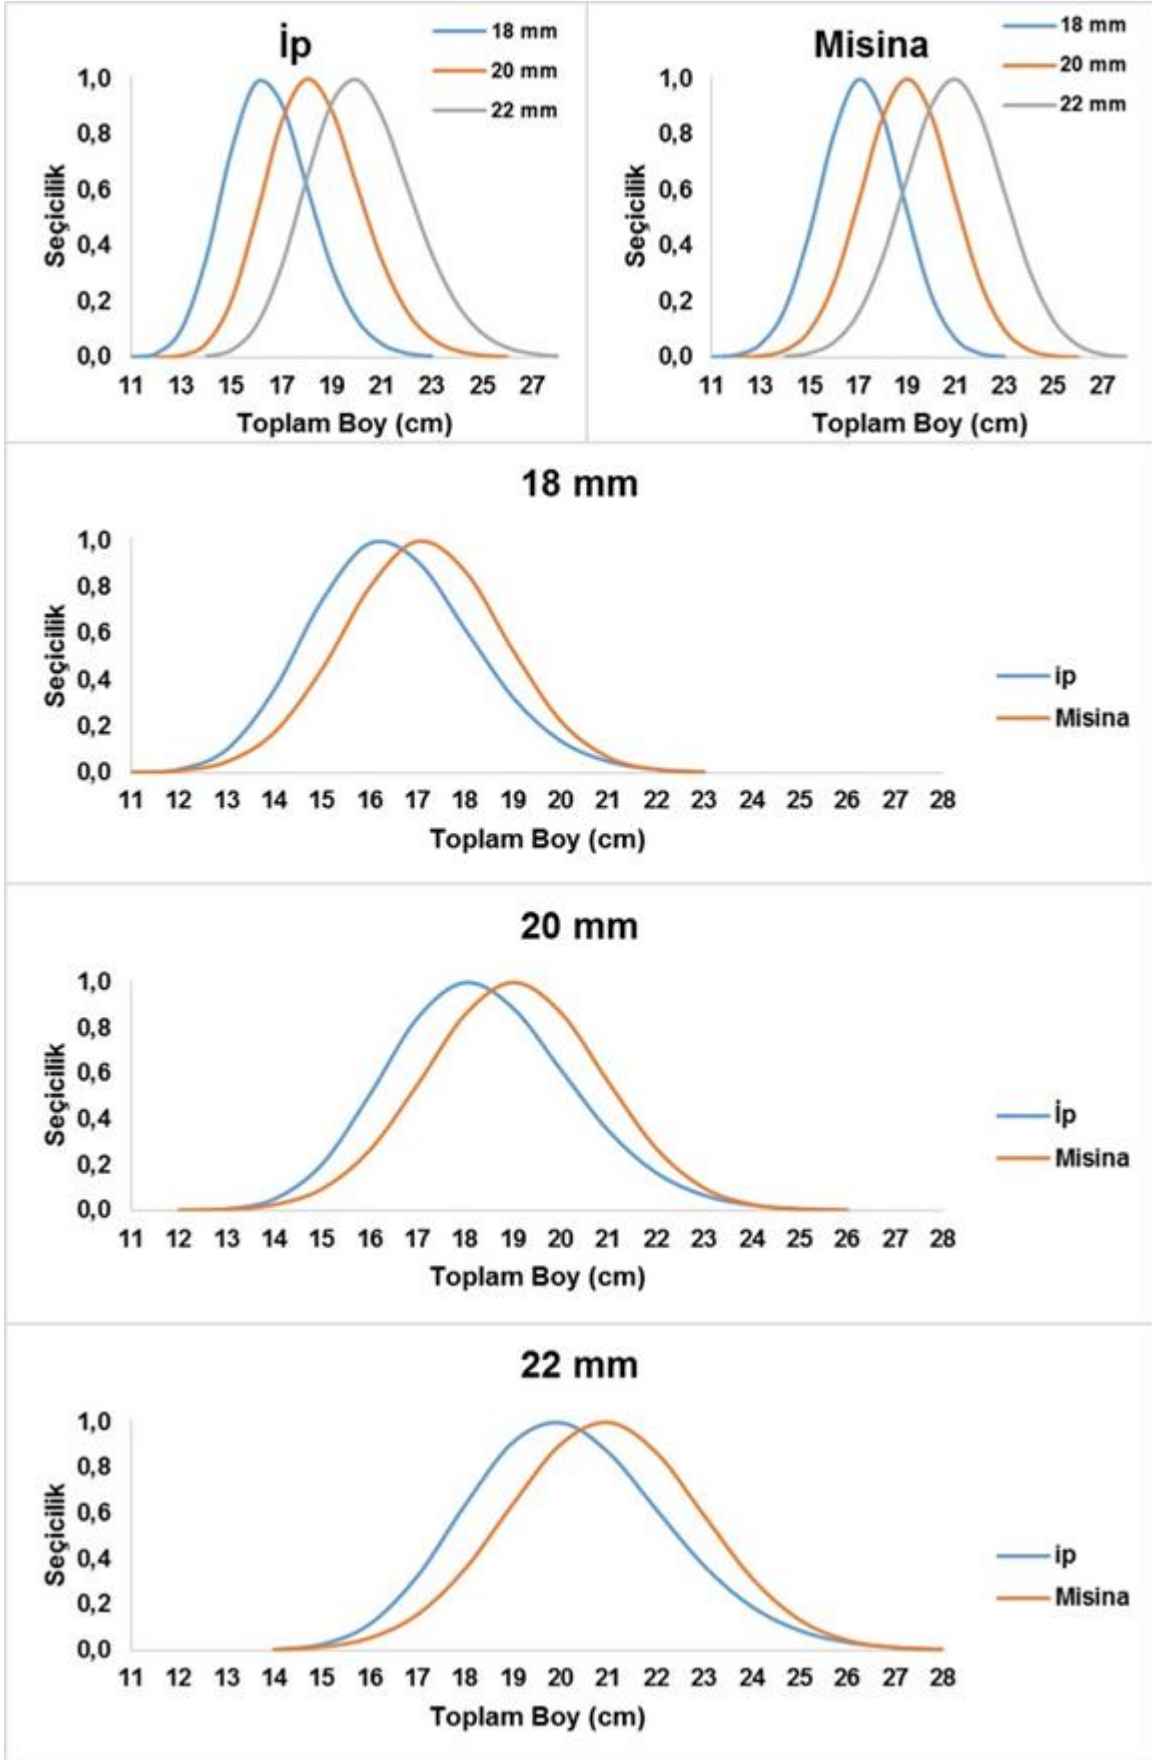 İp
18 mm
20 mm
22 mm
1,0
0,8
0,6
0,4
0,2
0,0
Seçicilik
11 13 15 17 19 21 23 25 27
Toplam Boy (cm)
Misina
18 mm
20 mm
22 mm
1,0
0,8
0,6
0,4
0,2
0,0
Seçicilik
11 13 15 17 19 21 23 25 27
Toplam Boy (cm)
18 mm
1,0
0,8
0,6
0,4
0,2
0,0
Seçicilik
11 12 13 14 15 16 17 18 19 20 21 22 23 24 25 26 27 28
Toplam Boy (cm)
ip
Misina
20 mm
1,0
0,8
0,6
0,4
0,2
0,0
Seçicilik
11 12 13 14 15 16 17 18 19 20 21 22 23 24 25 26 27 28
Toplam Boy (cm)
İp
Misina
22 mm
1,0
0,8
0,6
0,4
0,2
0,0
Seçicilik
11 12 13 14 15 16 17 18 19 20 21 22 23 24 25 26 27 28
Toplam Boy (cm)
ip
Misina